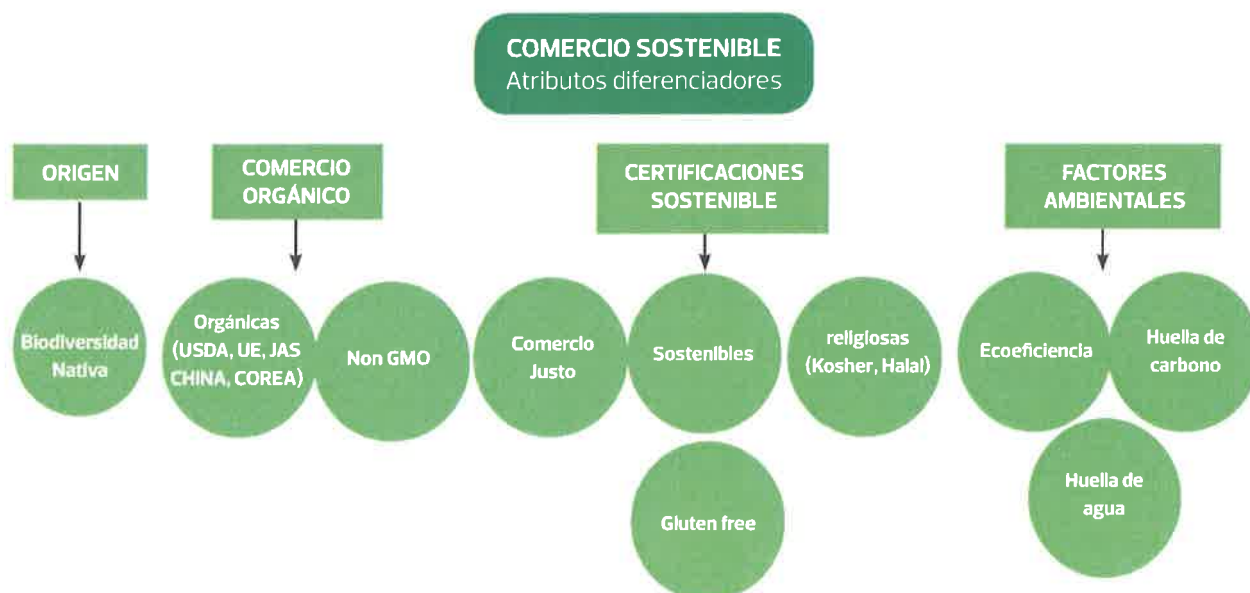 COMERCIO SOSTENIBLE
Atributos diferenciadores
ORIGEN
Biodiversidad
Nativa
COMERCIO
ORGÁNICO
Orgánicas
(USDA, UE, JAS
CHINA, COREA)
Non GMO
CERTIFICACIONES
SOSTENIBLE
Comercio
Justo
Sostenibles
religiosas
(Kosher, Halal)
Gluten free
FACTORES
AMBIENTALES
Ecoeficiencia
Huella de
carbono
Huella de
agua